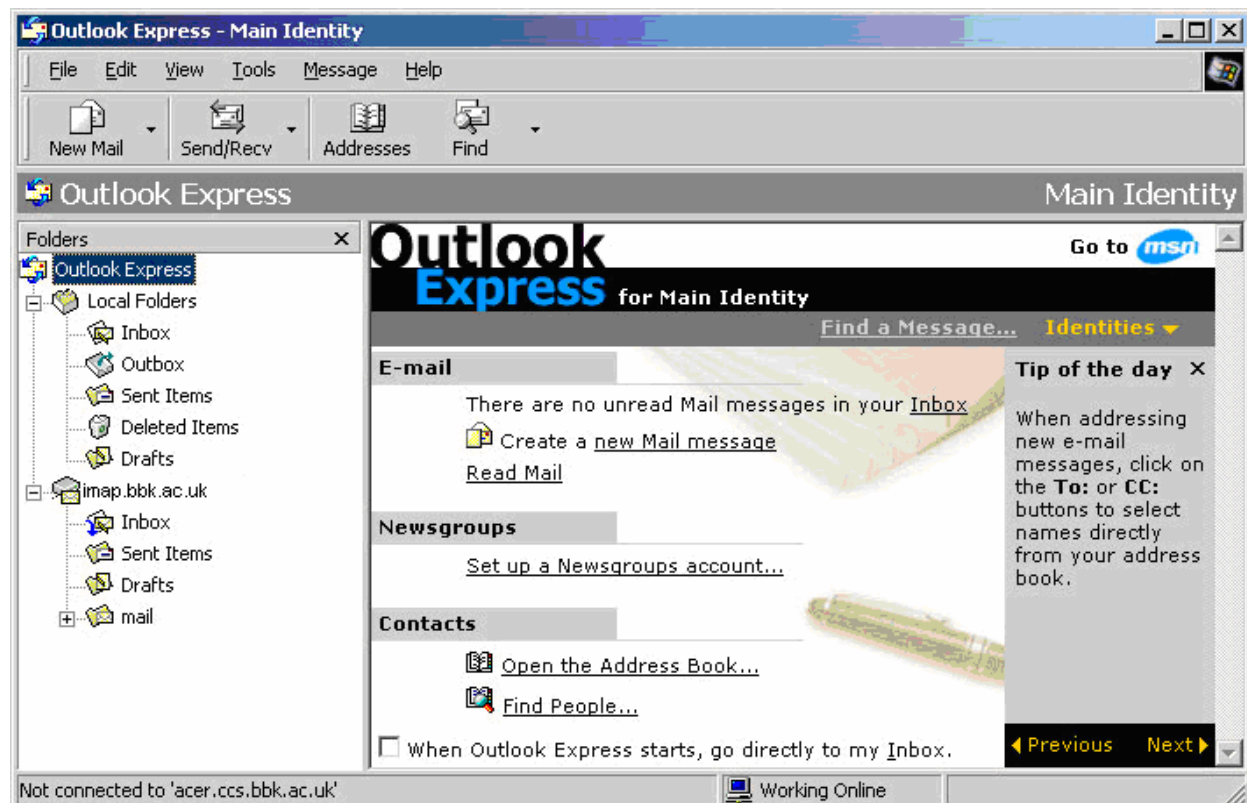 Outlook Express - Main Identity
File Edit View Tools Message Help
New Mail Send/Recv Addresses Find
Outlook Express Main Identity
Folders
Outlook Express
Local Folders
Inbox
Outbox
Sent Items
Deleted Items
Drafts
imap.bbk.ac.uk
Inbox
Sent Items
Drafts
mail
Outlook
Express for Main Identity
Go to msn
Find a Message... Identities
E-mail
There are no unread Mail messages in your Inbox
Create a new Mail message
Read Mail
Newsgroups
Set up a Newsgroups account...
Contacts
Open the Address Book...
Find People...
When Outlook Express starts, go directly to my Inbox.
Tip of the day
When addressing
new e-mail
messages, click on
the To: or CC:
buttons to select
names directly
from your address
book.
Previous Next
Not connected to 'acer.ccs.bbk.ac.uk'
Working Online